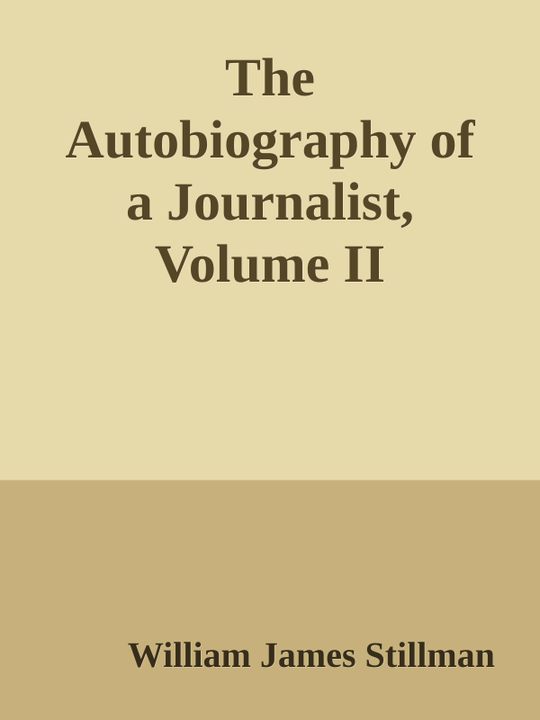 The
Autobiography of
a Journalist,
Volume II
William James Stillman